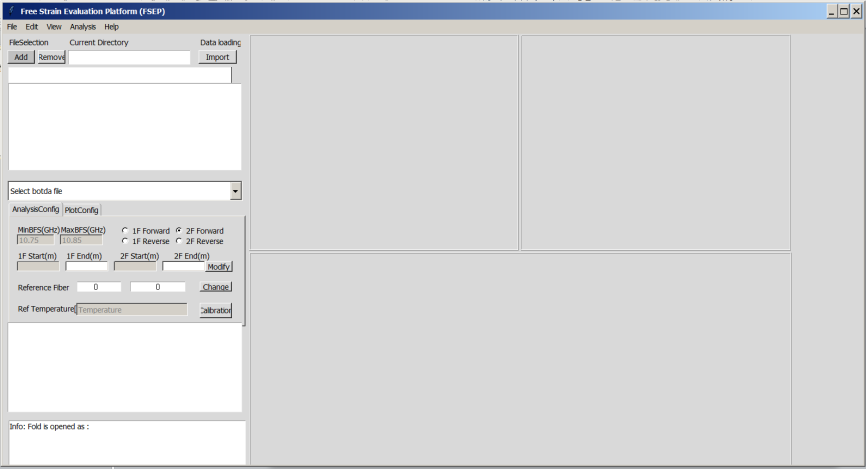 Free Strain Evaluation Platform (FSEP)
File Edit View Analysis Help
FileSelection Current Directory Data loading
Add Remove Import
Select botda file
AnalysisConfig PlotConfig
MinBFS(GHz) MaxBFS(GHz) 1F Forward 2F Forward
10.75 10.85 1F Reverse 2F Reverse
1F Start(m) 1F End(m) 2F Start(m) 2F End(m)
Modify
Reference Fiber 0 0 Change
Ref Temperature Temperature Calibration
Info: Fold is opened as :